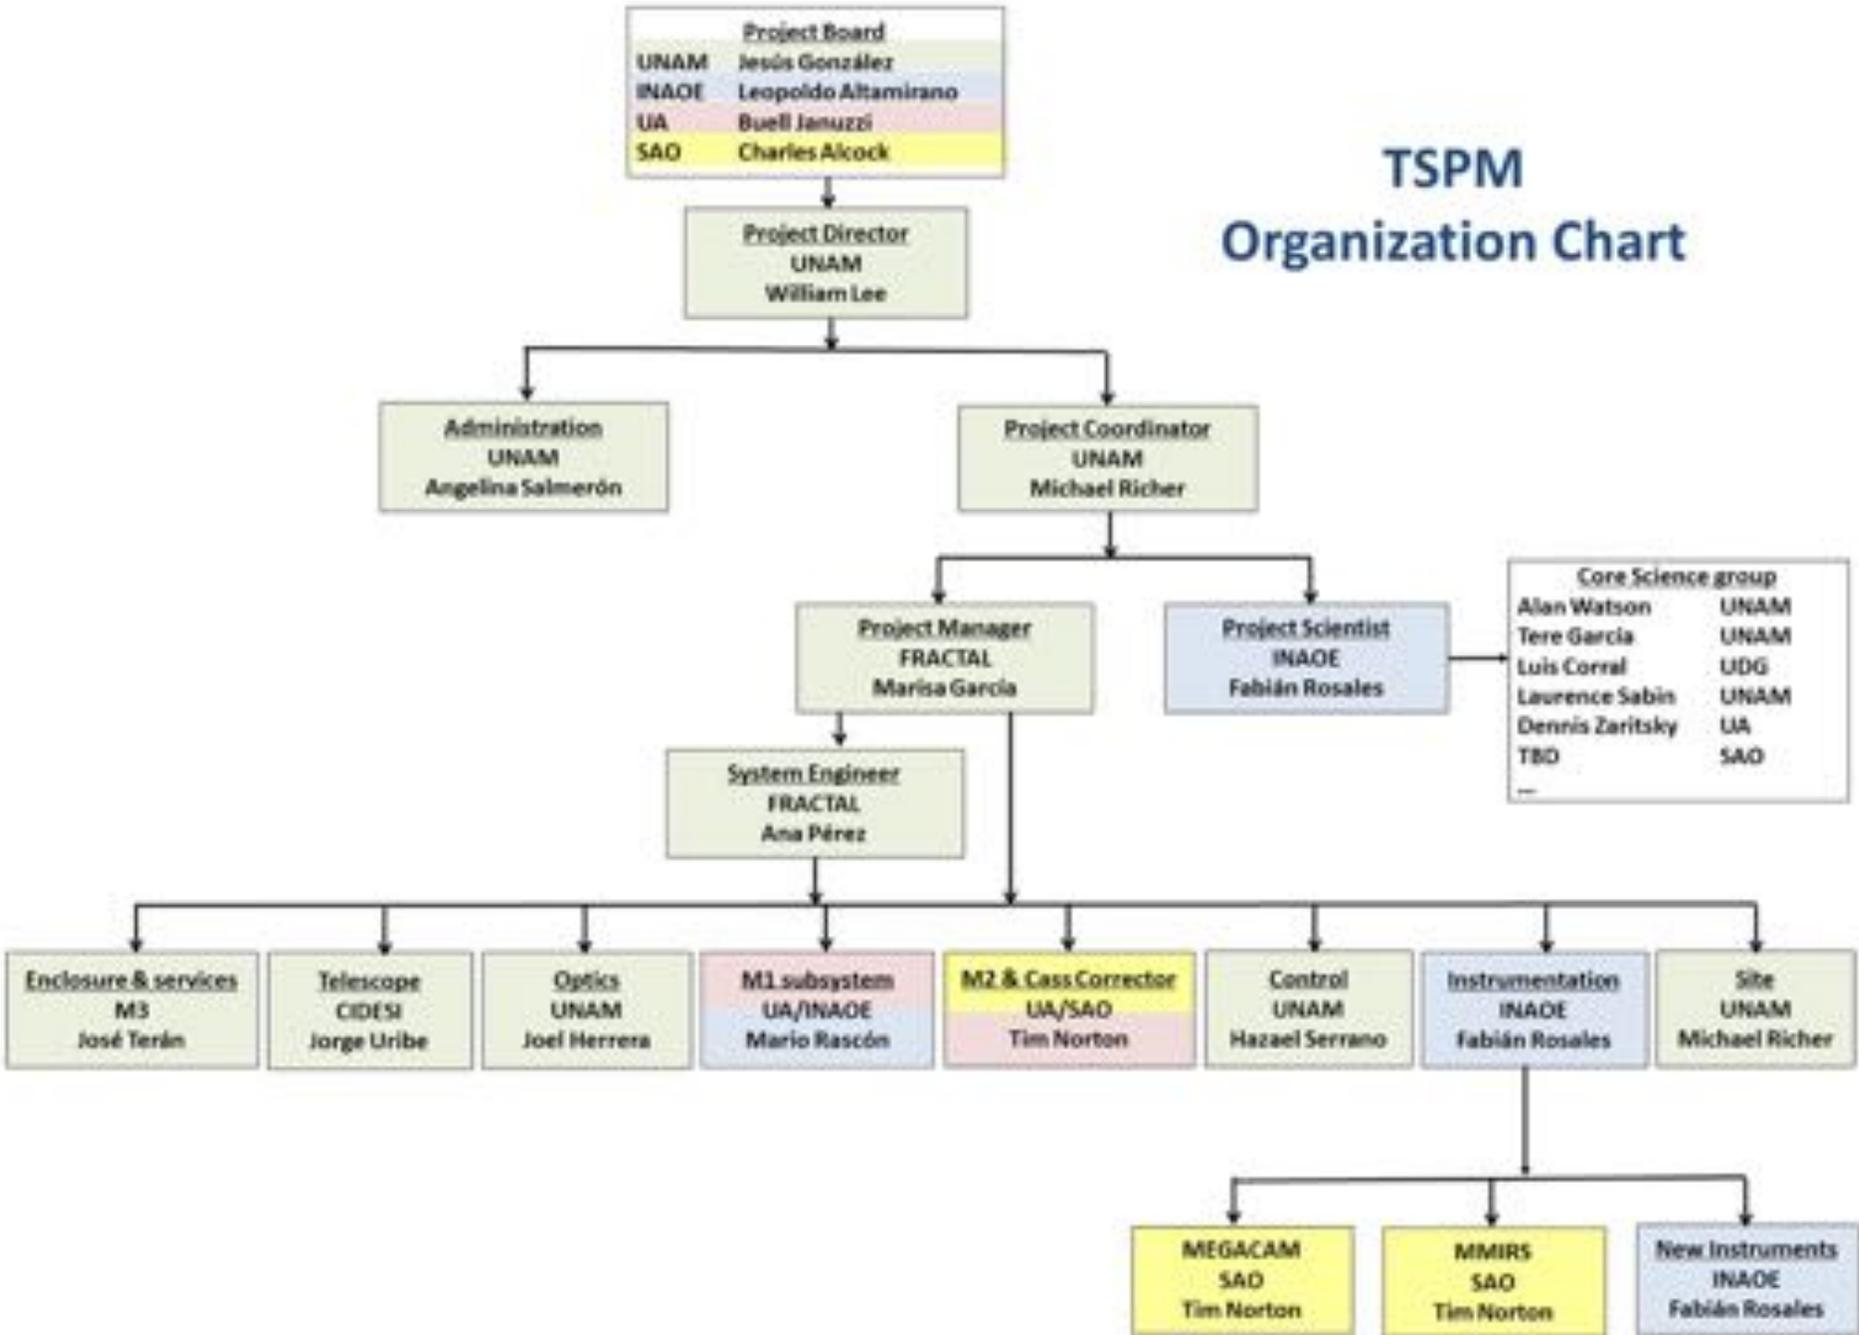 Project Board
UNAM Jesús González
INAOE Leopoldo Altamirano
UA Buell Januzzi
SAO Charles Alcock
TSPM
Organization Chart
Project Director
UNAM
William Lee
Administration
UNAM
Angelina Salmerón
Project Coordinator
UNAM
Michael Richer
Project Manager
FRACTAL
Marisa García
Project Scientist
INAOE
Fabián Rosales
Core Science group
Alan Watson UNAM
Tere García UNAM
Luis Corral UDG
Laurence Sabin UNAM
Dennis Zaritsky UA
TBD SAO
...
System Engineer
FRACTAL
Ana Pérez
Enclosure & services
M3
José Terán
Telescope
CIDESI
Jorge Uribe
Optics
UNAM
Joel Herrera
M1 subsystem
UA/INAOE
Mario Rascón
M2 & Cass Corrector
UA/SAO
Tim Norton
Control
UNAM
Hazael Serrano
Instrumentation
INAOE
Fabián Rosales
Site
UNAM
Michael Richer
MEGACAM
SAO
Tim Norton
MMIRS
SAO
Tim Norton
New Instruments
INAOE
Fabián Rosales